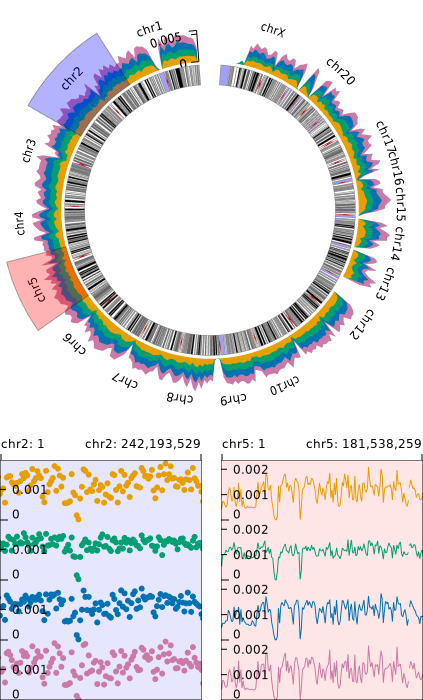 chr1
0.005
0
chrX
chr2
chr20
chr3
chr17
chr16
chr4
chr15
chr14
chr5
chr13
chr6
chr12
chr7
chr8
chr9
chr10
chr2: 1 chr2: 242,193,529
chr5: 1 chr5: 181,538,259
0.001
0
0.001
0
0.001
0
0.001
0.002
0.001
0
0.002
0.001
0
0.002
0.001
0
0.002
0.001
0